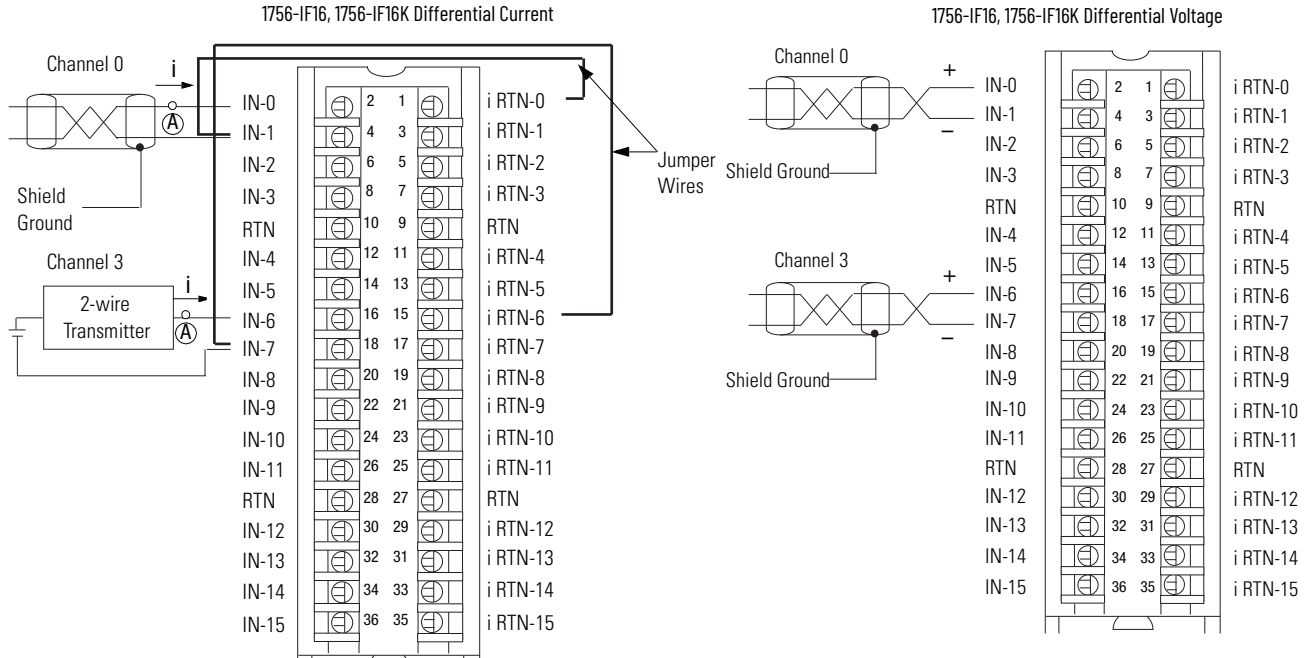 1756-IF16, 1756-IF16K Differential Current
Channel 0
i
A
Shield
Ground
Channel 3
i
2-wire
Transmitter
A
Jumper
Wires
IN-0 2 1 i RTN-0
IN-1 4 3 i RTN-1
IN-2 6 5 i RTN-2
IN-3 8 7 i RTN-3
RTN 10 9 RTN
IN-4 12 11 i RTN-4
IN-5 14 13 i RTN-5
IN-6 16 15 i RTN-6
IN-7 18 17 i RTN-7
IN-8 20 19 i RTN-8
IN-9 22 21 i RTN-9
IN-10 24 23 i RTN-10
IN-11 26 25 i RTN-11
RTN 28 27 RTN
IN-12 30 29 i RTN-12
IN-13 32 31 i RTN-13
IN-14 34 33 i RTN-14
IN-15 36 35 i RTN-15
1756-IF16, 1756-IF16K Differential Voltage
Channel 0
+
–
Shield Ground
Channel 3
+
–
Shield Ground
IN-0 2 1 i RTN-0
IN-1 4 3 i RTN-1
IN-2 6 5 i RTN-2
IN-3 8 7 i RTN-3
RTN 10 9 RTN
IN-4 12 11 i RTN-4
IN-5 14 13 i RTN-5
IN-6 16 15 i RTN-6
IN-7 18 17 i RTN-7
IN-8 20 19 i RTN-8
IN-9 22 21 i RTN-9
IN-10 24 23 i RTN-10
IN-11 26 25 i RTN-11
RTN 28 27 RTN
IN-12 30 29 i RTN-12
IN-13 32 31 i RTN-13
IN-14 34 33 i RTN-14
IN-15 36 35 i RTN-15